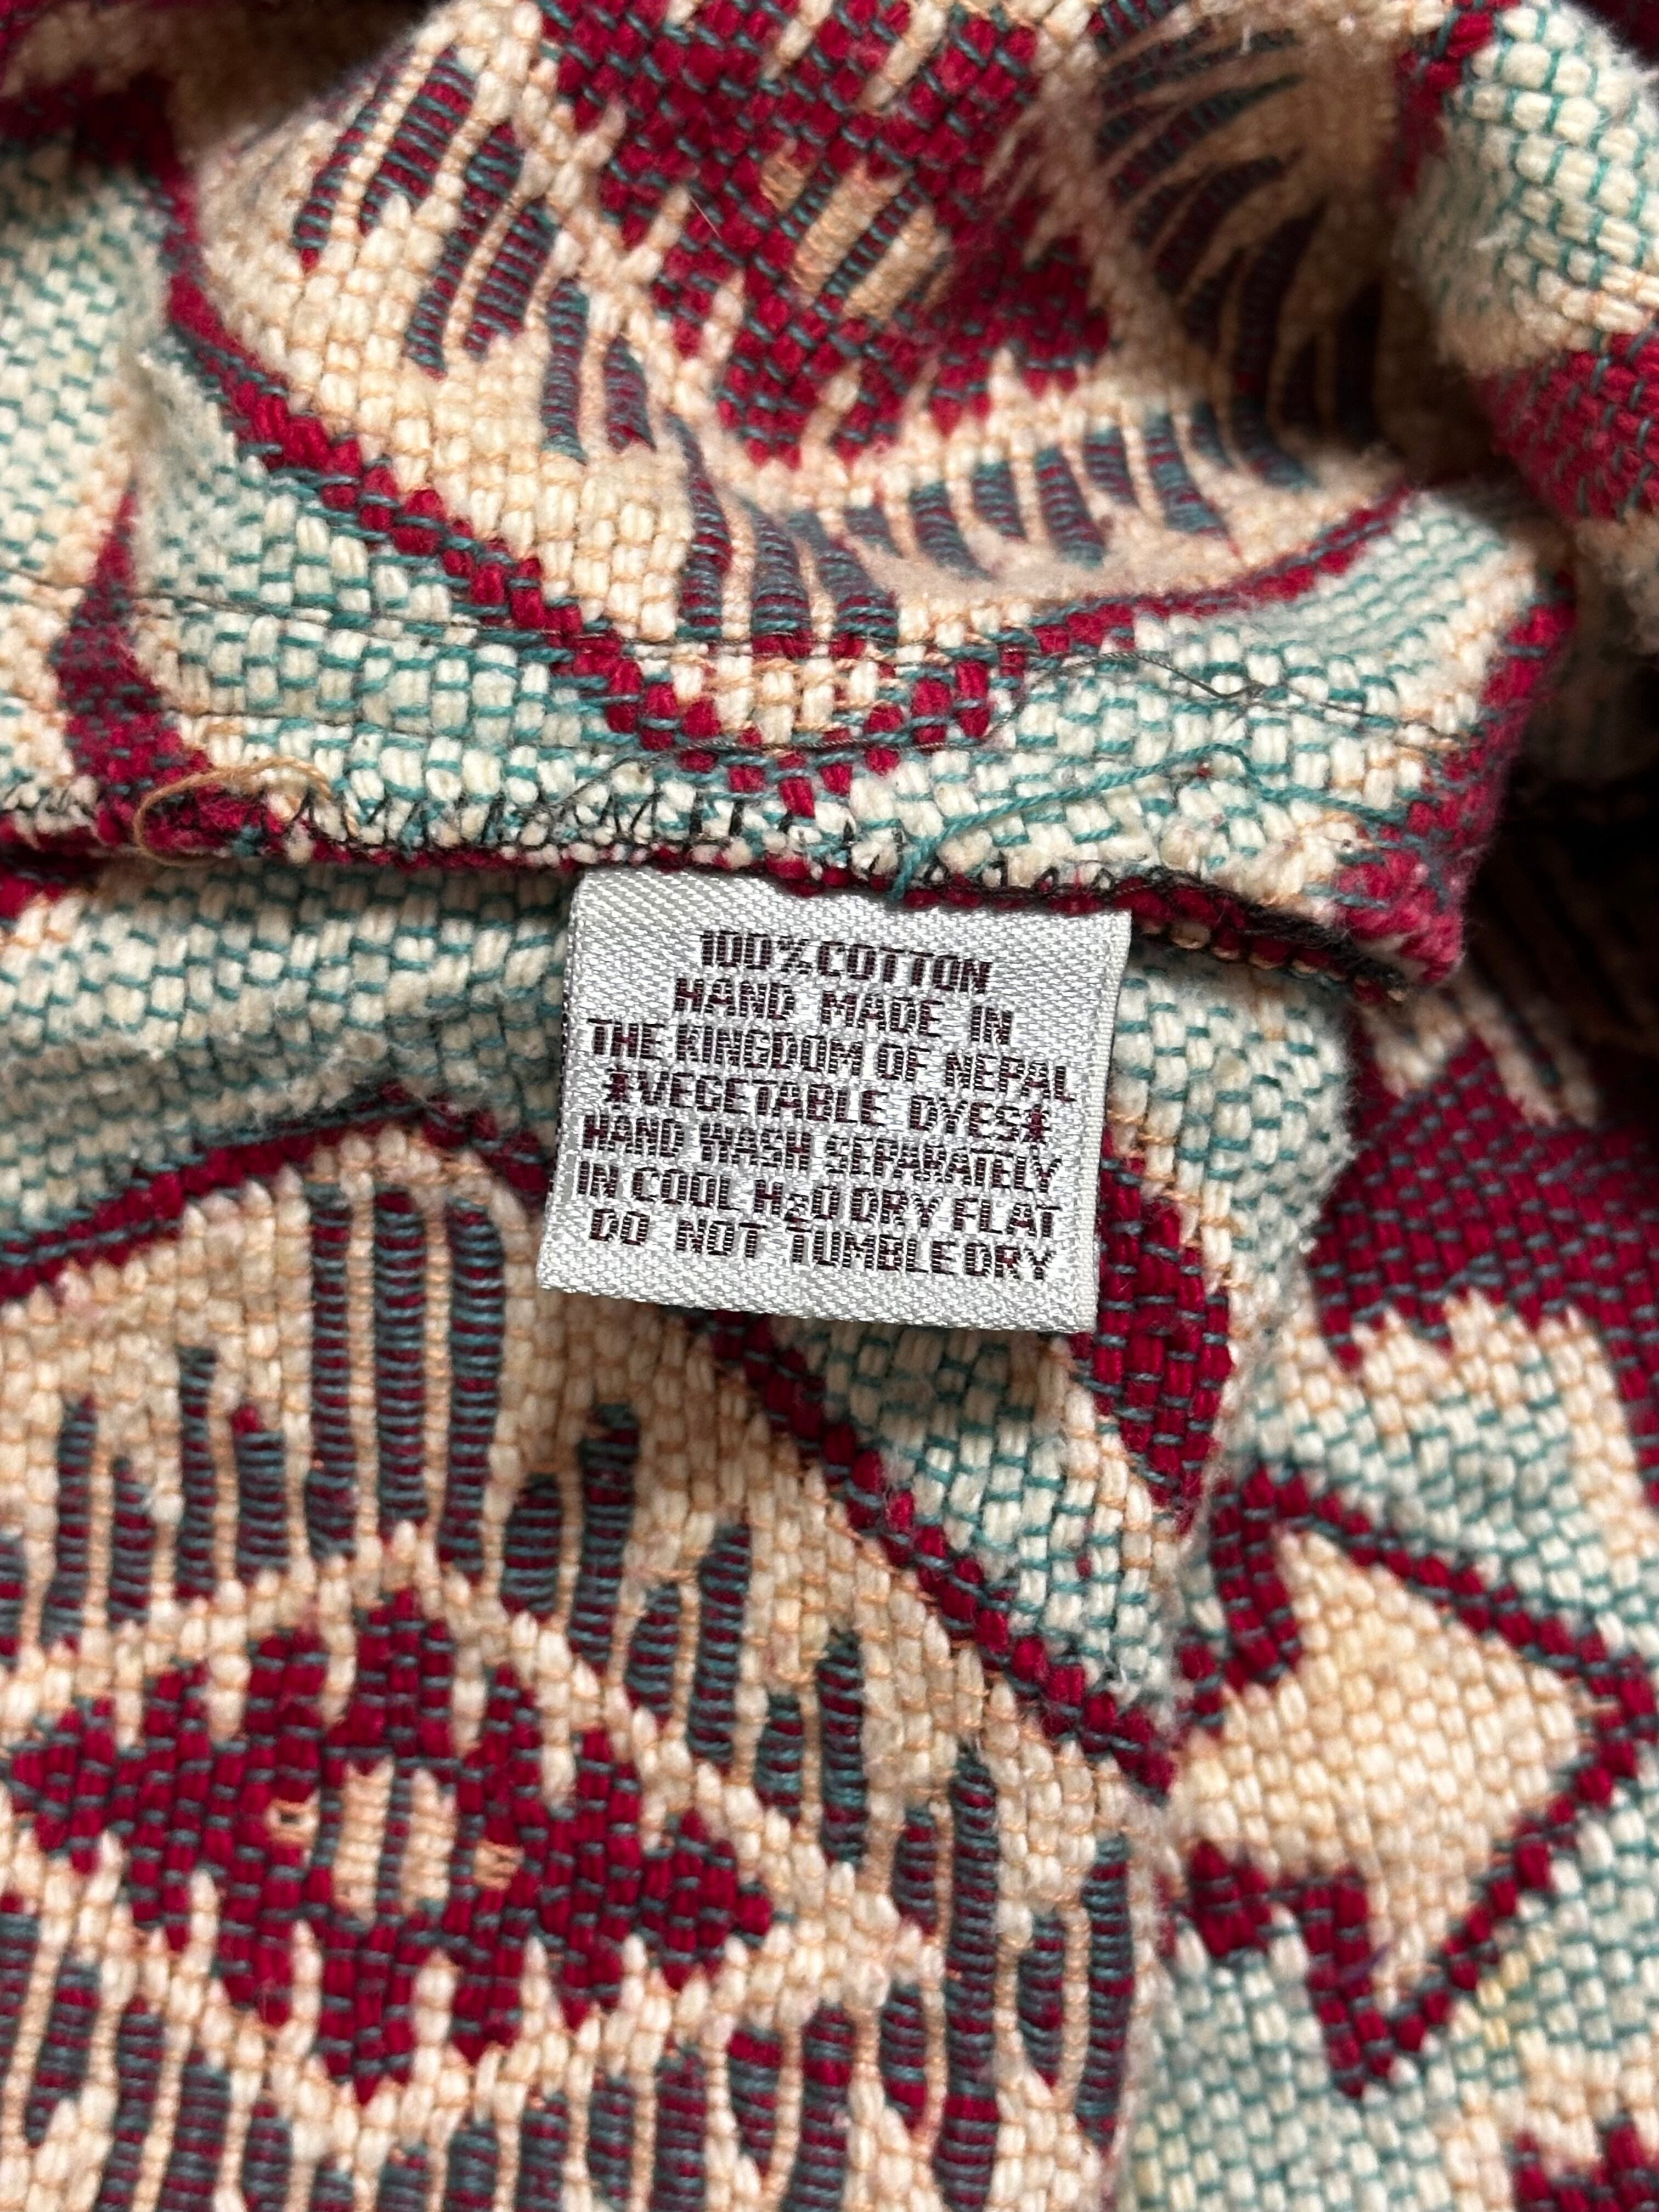 100% COTTON
HAND MADE IN
THE KINGDOM OF NEPAL
*VEGETABLE DYES*
HAND WASH SEPARATELY
IN COOL H₂O DRY FLAT
DO NOT TUMBLE DRY